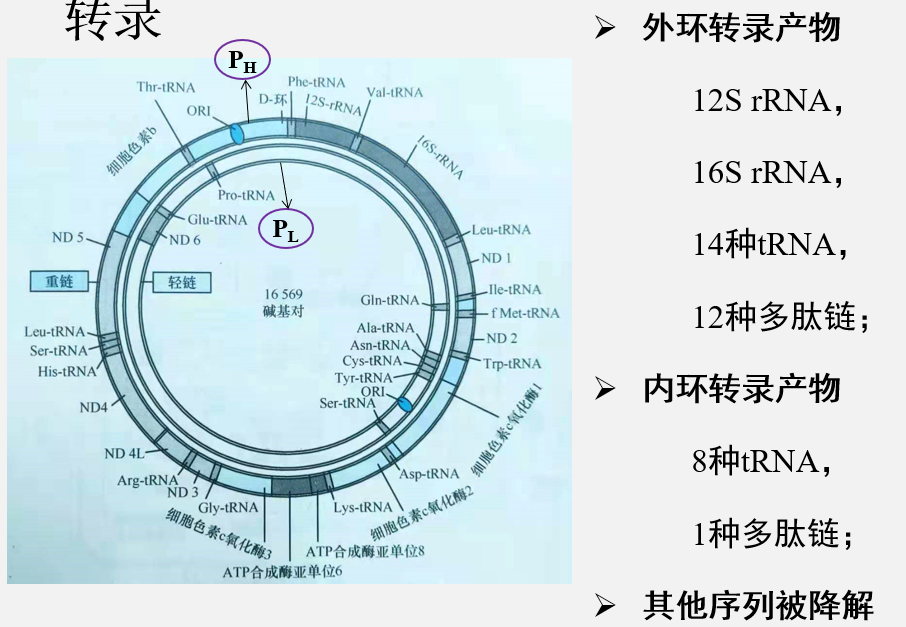 转录
PH
Thr-tRNA
Phe-tRNA
ORI
D-环
12S-rRNA
Val-tRNA
细胞色素b
16S-rRNA
Pro-tRNA
Glu-tRNA
PL
ND 5
ND 6
Leu-tRNA
ND 1
重链
轻链
16 569
碱基对
Gln-tRNA
Ile-tRNA
f Met-tRNA
Leu-tRNA
Ser-tRNA
His-tRNA
Ala-tRNA
Asn-tRNA
Cys-tRNA
Tyr-tRNA
ORI
Ser-tRNA
ND 2
Trp-tRNA
ND4
细胞色素c氧化酶1
ND 4L
Arg-tRNA
ND 3
Gly-tRNA
Asp-tRNA
Lys-tRNA
细胞色素c氧化酶2
细胞色素c氧化酶3
ATP合成酶亚单位8
ATP合成酶亚单位6
➢ 外环转录产物
12S rRNA，
16S rRNA，
14种tRNA，
12种多肽链；
➢ 内环转录产物
8种tRNA，
1种多肽链；
➢ 其他序列被降解